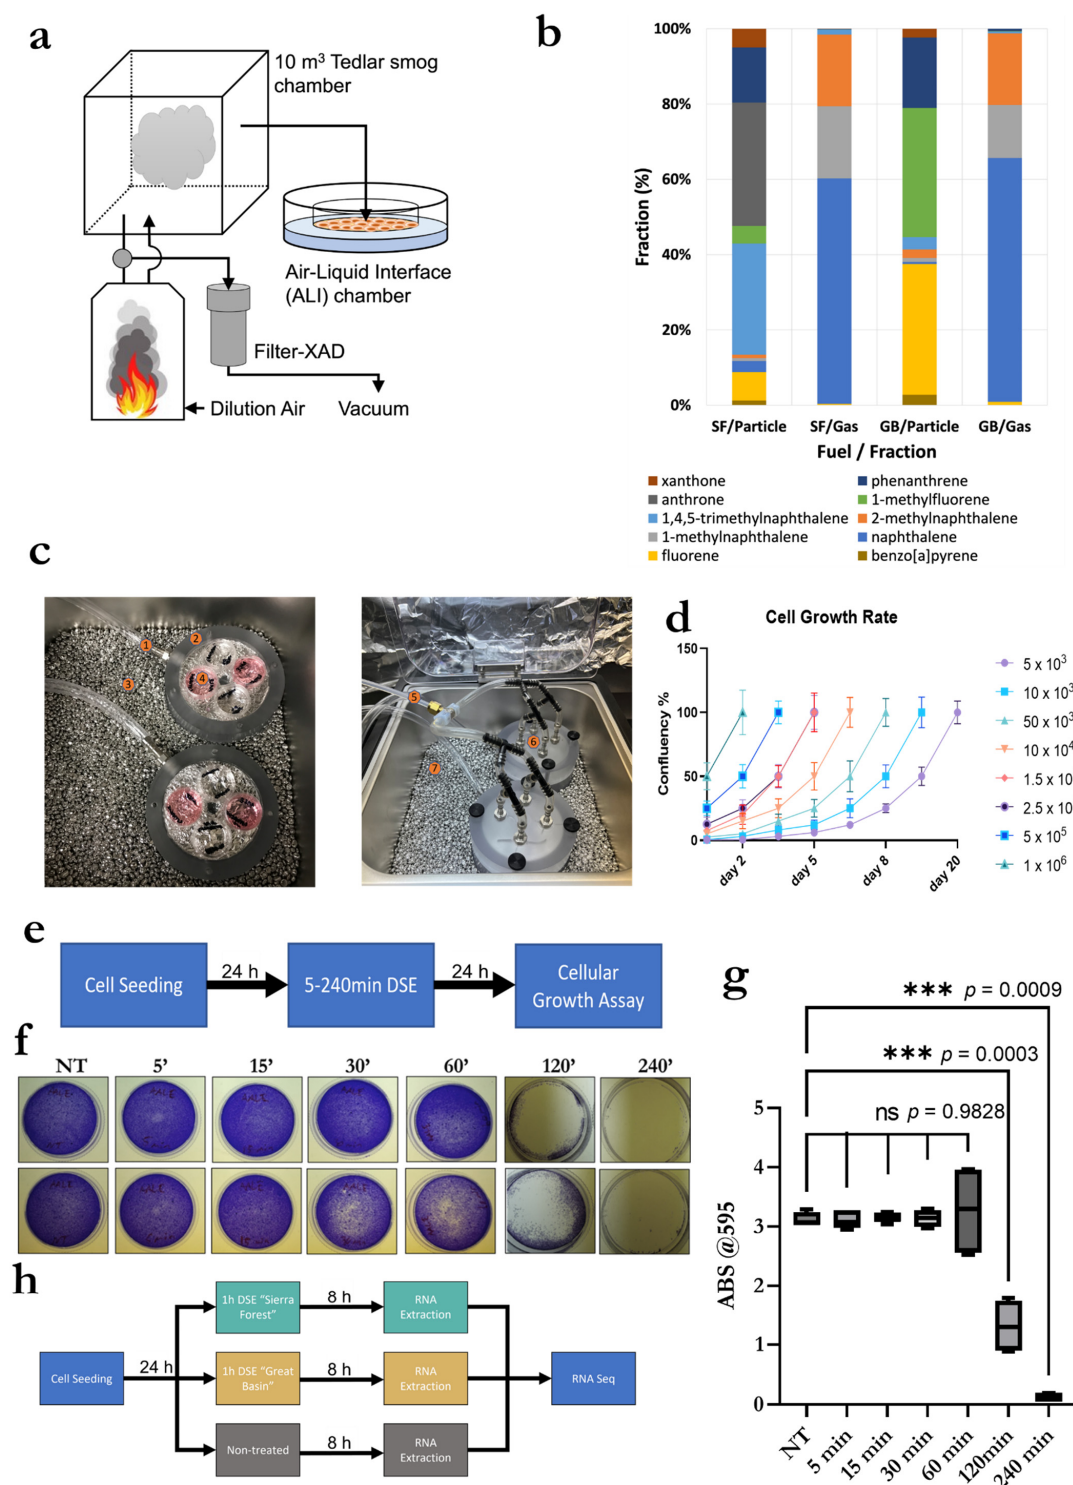 a
10 m³ Tedlar smog
chamber
Air-Liquid Interface
(ALI) chamber
Filter-XAD
Dilution Air
Vacuum
b
100%
80%
60%
40%
20%
0%
Fraction (%)
SF/Particle
SF/Gas
GB/Particle
GB/Gas
Fuel / Fraction
xanthone
phenanthrene
anthrone
1-methylfluorene
1,4,5-trimethylnaphthalene
2-methylnaphthalene
1-methylnaphthalene
naphthalene
fluorene
benzo[a]pyrene
c
1
2
3
4
5
6
7
d
Cell Growth Rate
150
100
50
0
Confluency %
day 2
day 5
day 8
day 20
5 x 10³
10 x 10³
50 x 10³
10 x 10⁴
1.5 x 10
2.5 x 10
5 x 10⁵
1 x 10⁶
e
Cell Seeding
24 h
5-240min DSE
24 h
Cellular
Growth Assay
f
NT
5’
15’
30’
60’
120’
240’
g
*** p = 0.0009
*** p = 0.0003
ns p = 0.9828
5
4
3
2
1
0
ABS @595
NT
5 min
15 min
30 min
60 min
120min
240 min
h
Cell Seeding
24 h
1h DSE “Sierra
Forest”
8 h
RNA
Extraction
1h DSE “Great
Basin”
8 h
RNA
Extraction
Non-treated
8 h
RNA
Extraction
RNA Seq